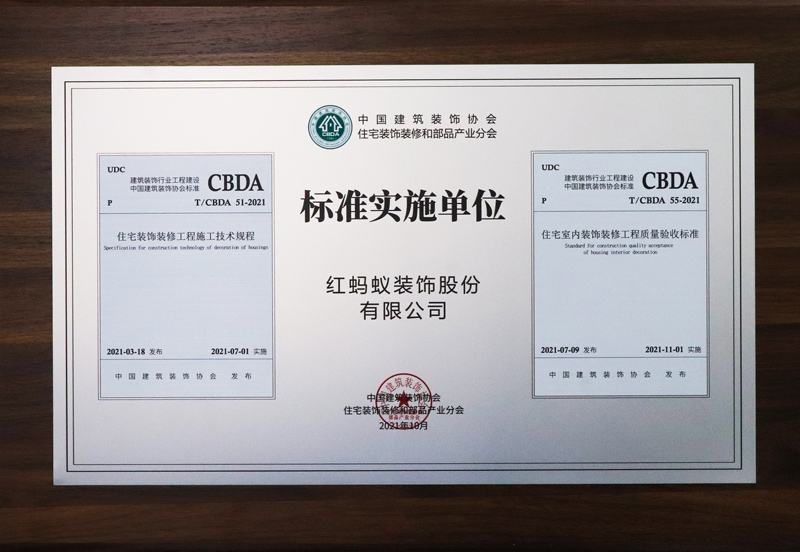 CBDA
中国建筑装饰协会
住宅装饰装修和部品产业分会
UDC
建筑装饰行业工程建设
中国建筑装饰协会标准
CBDA
P
T/CBDA 51-2021
住宅装饰装修工程施工技术规程
Specification for construction technology of decoration of housings
2021-03-18 发布
2021-07-01 实施
中国建筑装饰协会 发布
标准实施单位
红蚂蚁装饰股份
有限公司
中国建筑装饰协会
住宅装饰装修和部品产业分会
2021年10月
UDC
建筑装饰行业工程建设
中国建筑装饰协会标准
CBDA
P
T/CBDA 55-2021
住宅室内装饰装修工程质量验收标准
Standard for construction quality acceptance
of housing interior decoration
2021-07-09 发布
2021-11-01 实施
中国建筑装饰协会 发布